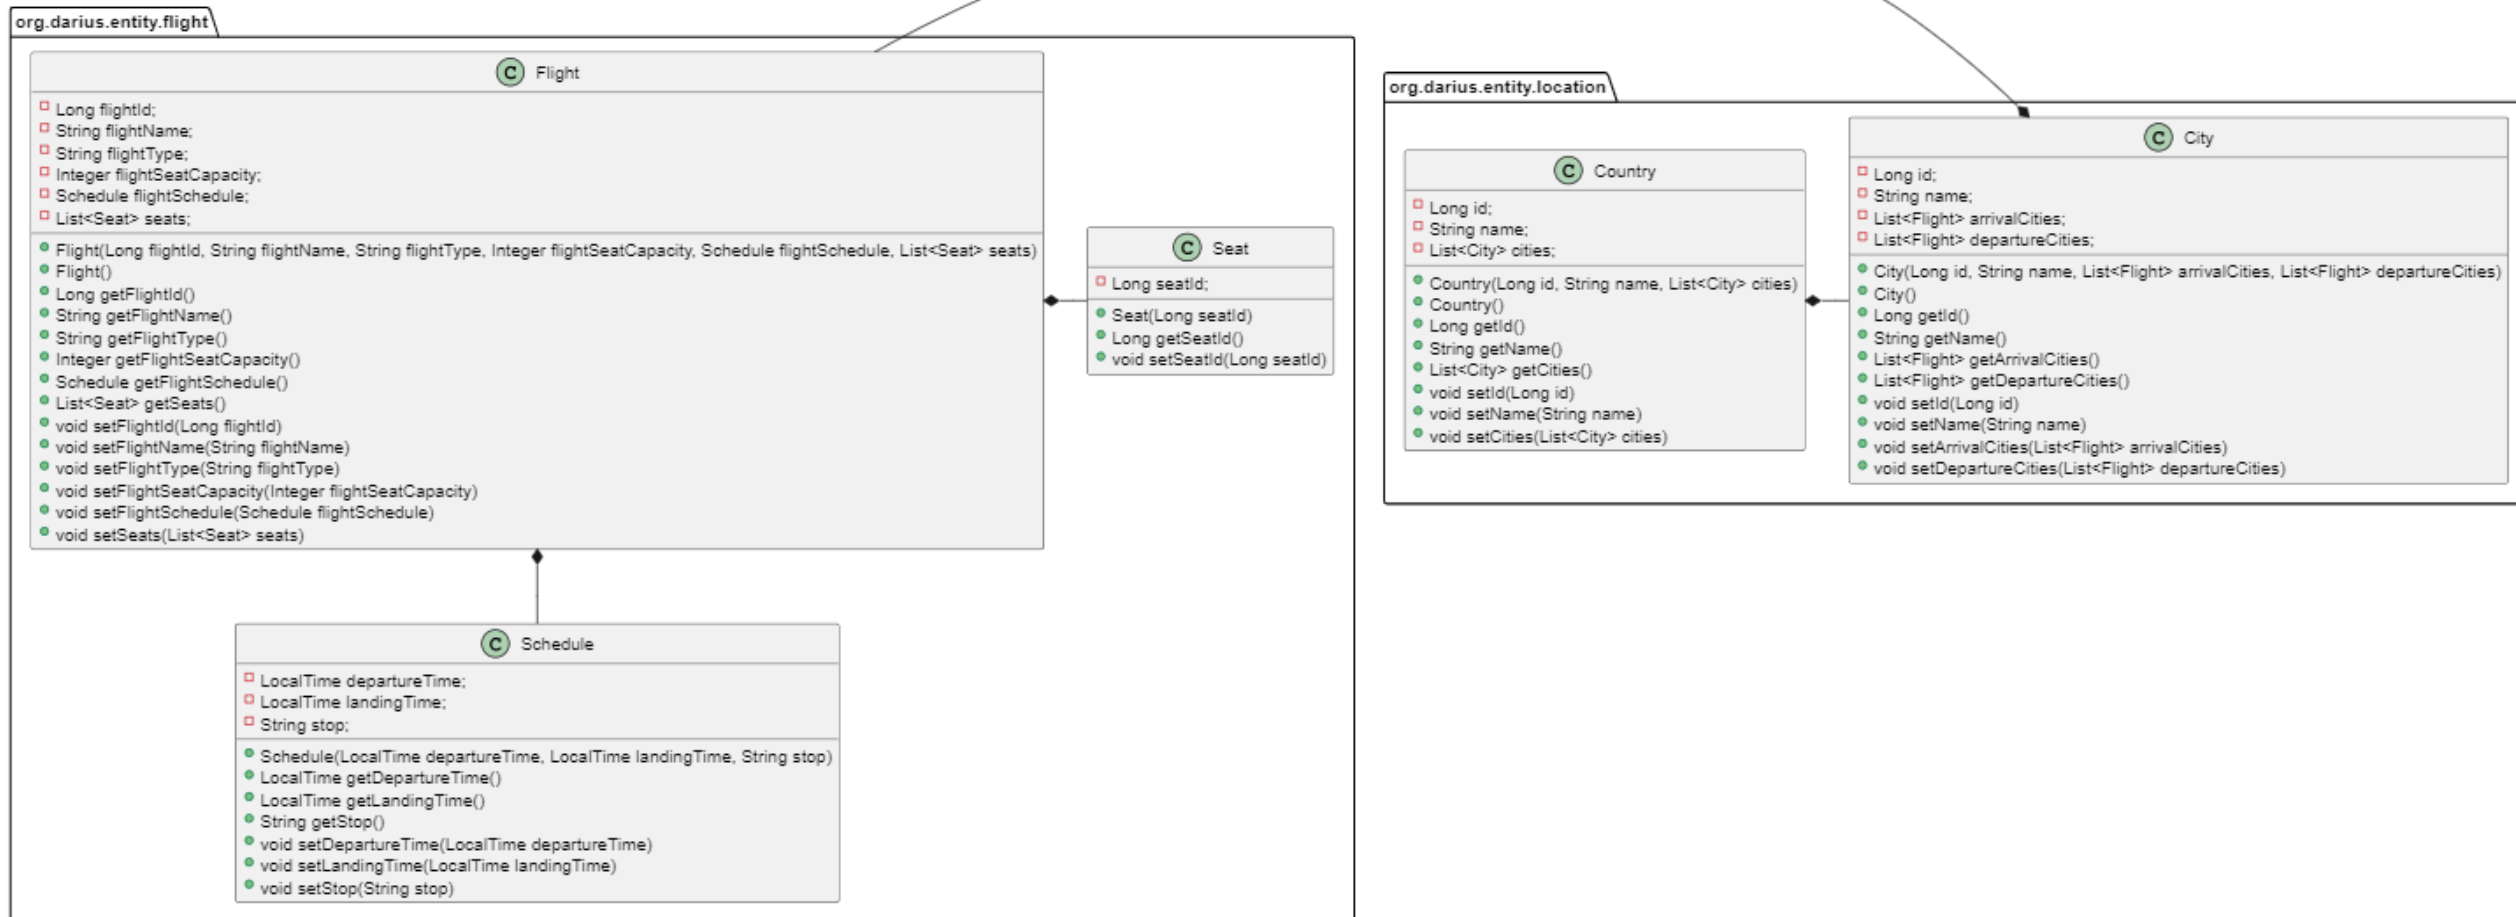 org.darius.entity.flight
C Flight
Long flightId;
String flightName;
String flightType;
Integer flightSeatCapacity;
Schedule flightSchedule;
List<Seat> seats;
Flight(Long flightId, String flightName, String flightType, Integer flightSeatCapacity, Schedule flightSchedule, List<Seat> seats)
Flight()
Long getFlightId()
String getFlightName()
String getFlightType()
Integer getFlightSeatCapacity()
Schedule getFlightSchedule()
List<Seat> getSeats()
void setFlightId(Long flightId)
void setFlightName(String flightName)
void setFlightType(String flightType)
void setFlightSeatCapacity(Integer flightSeatCapacity)
void setFlightSchedule(Schedule flightSchedule)
void setSeats(List<Seat> seats)
C Seat
Long seatId;
Seat(Long seatId)
Long getSeatId()
void setSeatId(Long seatId)
C Schedule
LocalTime departureTime;
LocalTime landingTime;
String stop;
Schedule(LocalTime departureTime, LocalTime landingTime, String stop)
LocalTime getDepartureTime()
LocalTime getLandingTime()
String getStop()
void setDepartureTime(LocalTime departureTime)
void setLandingTime(LocalTime landingTime)
void setStop(String stop)
org.darius.entity.location
C Country
Long id;
String name;
List<City> cities;
Country(Long id, String name, List<City> cities)
Country()
Long getId()
String getName()
List<City> getCities()
void setId(Long id)
void setName(String name)
void setCities(List<City> cities)
C City
Long id;
String name;
List<Flight> arrivalCities;
List<Flight> departureCities;
City(Long id, String name, List<Flight> arrivalCities, List<Flight> departureCities)
City()
Long getId()
String getName()
List<Flight> getArrivalCities()
List<Flight> getDepartureCities()
void setId(Long id)
void setName(String name)
void setArrivalCities(List<Flight> arrivalCities)
void setDepartureCities(List<Flight> departureCities)